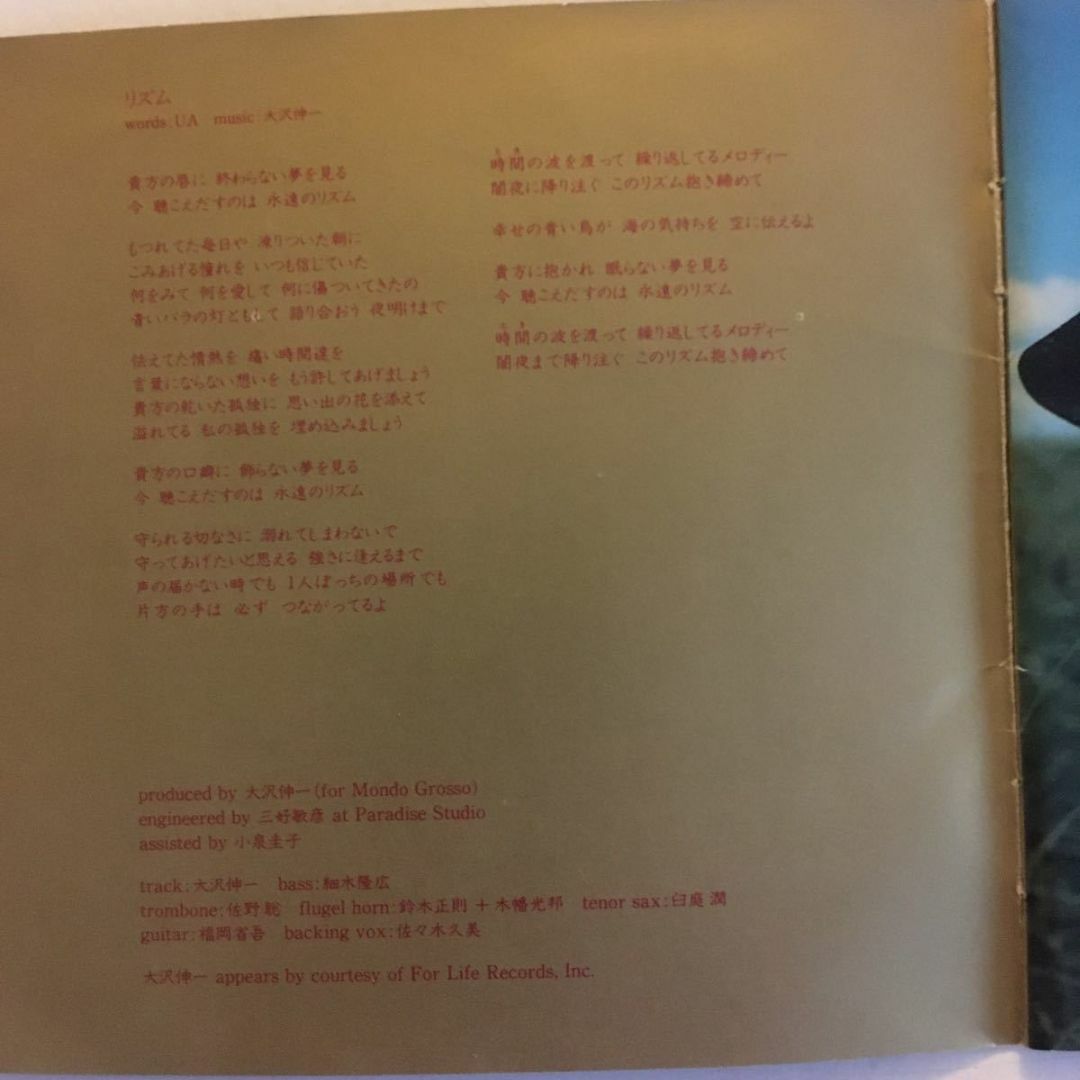 リズム
words:UA music:大沢伸一
貴方の唇に 終わらない夢を見る
今 聴こえだすのは 永遠のリズム
もつれてた毎日や 凍りついた朝に
こみあげる憧れを いつも信じていた
何をみて 何を愛して 何に傷ついてきたの
青いバラの灯ともして 語り合おう 夜明けまで
伝えてた情熱を 痛い時間達を
言葉にならない想いを もう許してあげましょう
貴方の乾いた孤独に 思い出の花を添えて
溢れてる 私の孤独を 埋め込みましょう
貴方の口癖に 飾らない夢を見る
今 聴こえだすのは 永遠のリズム
守られる切なさに 溺れてしまわないで
守ってあげたいと思える 強さに逢えるまで
声の届かない時でも 1人ぼっちの場所でも
片方の手は 必ず つながってるよ
とき
時間の波を渡って 繰り返してるメロディー
闇夜に降り注ぐ このリズム抱き締めて
幸せの青い鳥が 海の気持ちを 空に伝えるよ
貴方に抱かれ 眠らない夢を見る
今 聴こえだすのは 永遠のリズム
とき
時間の波を渡って 繰り返してるメロディー
闇夜まで降り注ぐ このリズム抱き締めて
produced by 大沢伸一(for Mondo Grosso)
engineered by 三好敏彦 at Paradise Studio
assisted by 小泉圭子
track:大沢伸一 bass:細木隆広
trombone:佐野聡 flugel horn:鈴木正則＋木幡光邦 tenor sax:臼庭潤
guitar:福岡省吾 backing vox:佐々木久美
大沢伸一 appears by courtesy of For Life Records, Inc.